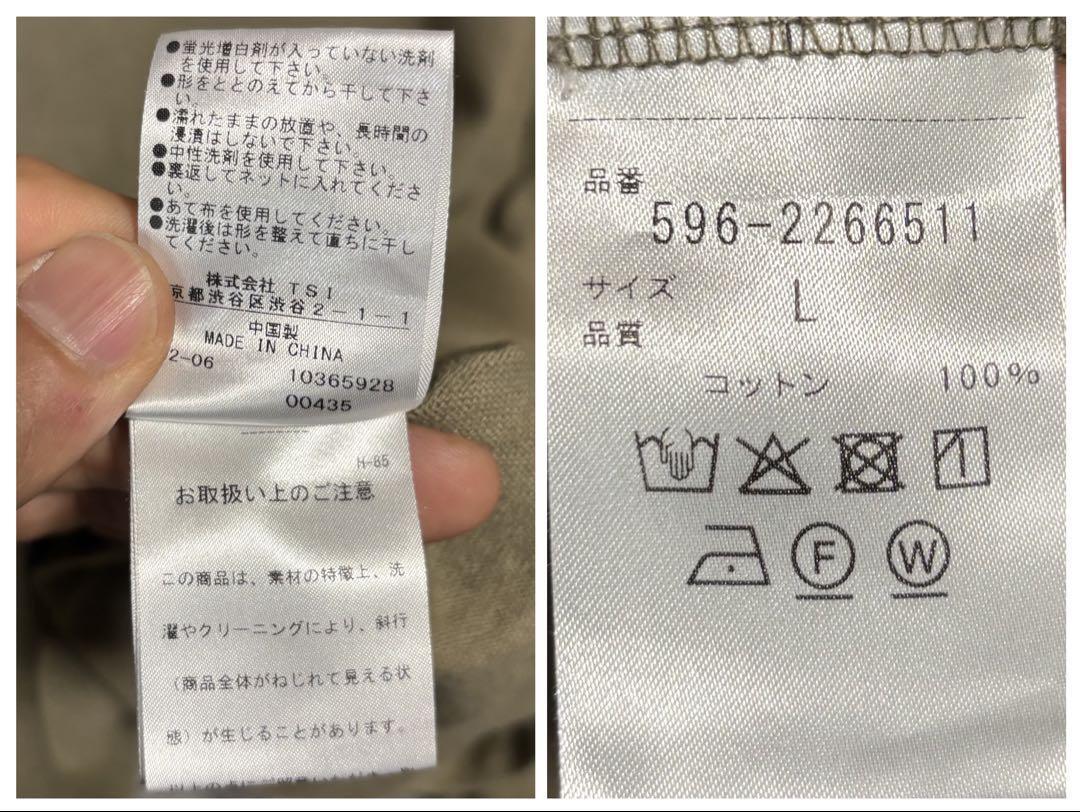 ●蛍光増白剤が入っていない洗剤
を使用して下さい。
●形をととのえてから干して下さ
い。
●濡れたままの放置や、長時間の
浸漬はしないで下さい。
●中性洗剤を使用して下さい。
●裏返してネットに入れてくださ
い。
●あて布を使用してください。
●洗濯後は形を整えて直ちに干し
てください。
株式会社 TSI
京都渋谷区渋谷2-1-1
中国製
MADE IN CHINA
2-06
10365928
00435
H-85
お取扱い上のご注意
この商品は、素材の特徴上、洗
濯やクリーニングにより、斜行
（商品全体がねじれて見える状
態）が生じることがあります。
品番
596-2266511
サイズ L
品質
コットン 100%
F W